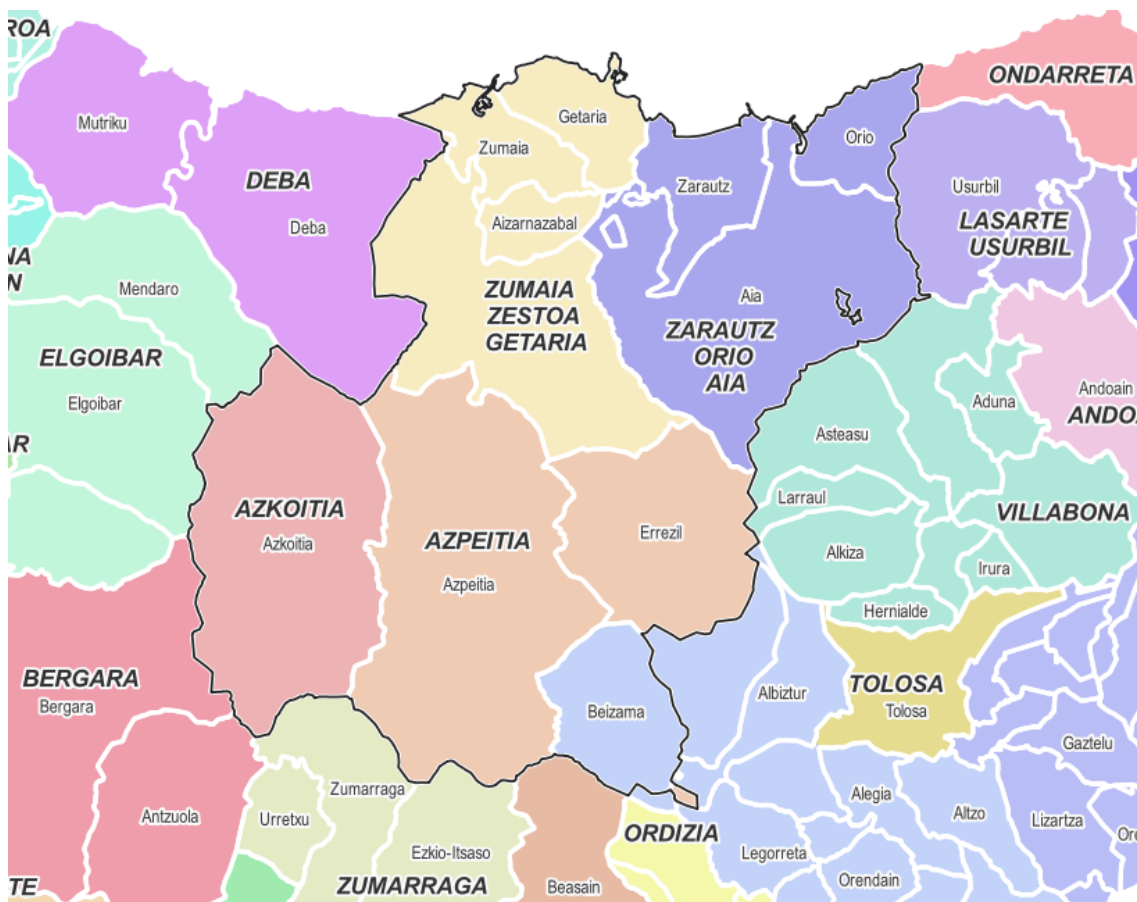 ROA
ONDARRETA
Mutriku
Getaria
Orio
Zumaia
DEBA
Zarautz
Usurbil
Deba
Aizarnazabal
LASARTE
USURBIL
NA
N
Mendaro
ZUMAIA
ZESTOA
GETARIA
Aia
ZARAUTZ
ORIO
AIA
ELGOIBAR
Elgoibar
Aduna
Andoain
ANDOA
AR
Asteasu
Larraul
AZKOITIA
Azkoitia
AZPEITIA
Azpeitia
Errezil
VILLABONA
Alkiza
Irura
Hernialde
BERGARA
Bergara
Beizama
Albiztur
TOLOSA
Tolosa
Gaztelu
Zumarraga
Antzuola
Urretxu
Alegia
Altzo
Lizartza
Ore
ORDIZIA
Ezkio-Itsaso
Legorreta
TE
ZUMARRAGA
Beasain
Orendain